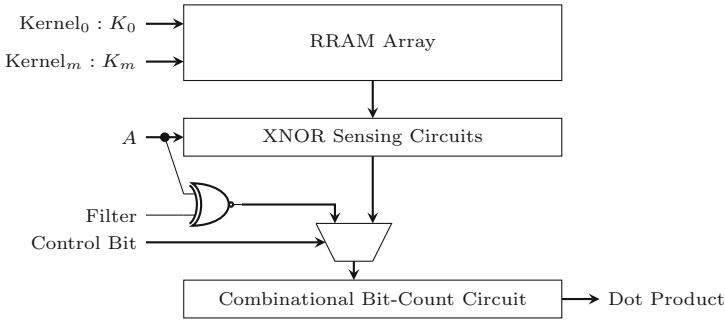 Kernel₀ : K₀
RRAM Array
Kernelₘ : Kₘ
A
XNOR Sensing Circuits
Filter
Control Bit
Combinational Bit-Count Circuit
Dot Product